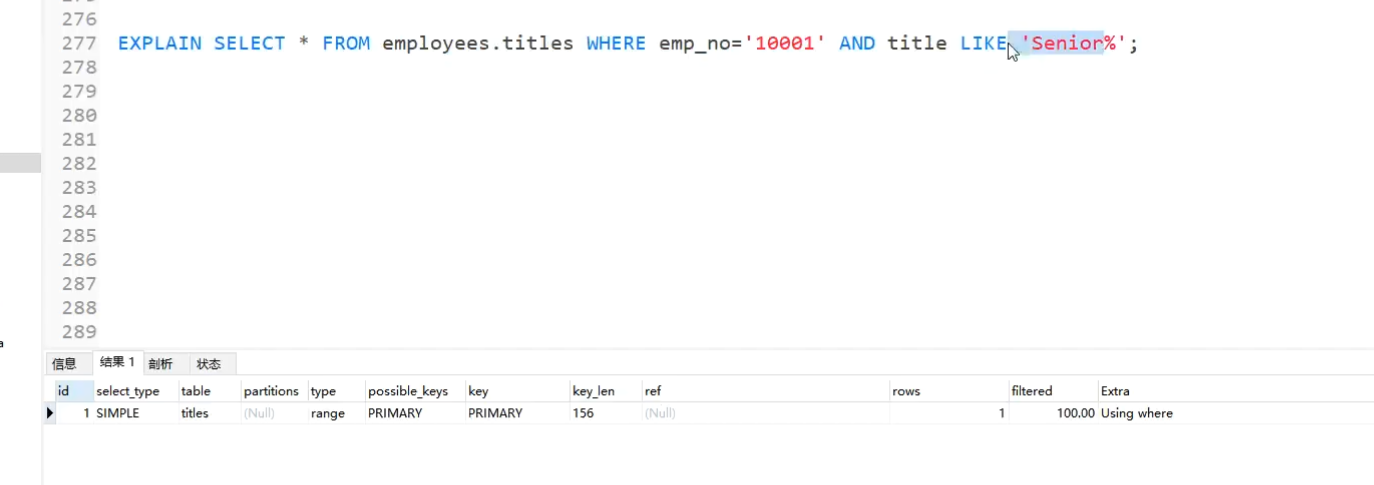 276
277 EXPLAIN SELECT * FROM employees.titles WHERE emp_no='10001' AND title LIKE 'Senior%';
278
279
280
281
282
283
284
285
286
287
288
289
a
信息 结果 1 剖析 状态
id select_type table partitions type possible_keys key key_len ref rows filtered Extra
1 SIMPLE titles (Null) range PRIMARY PRIMARY 156 (Null) 1 100.00 Using where